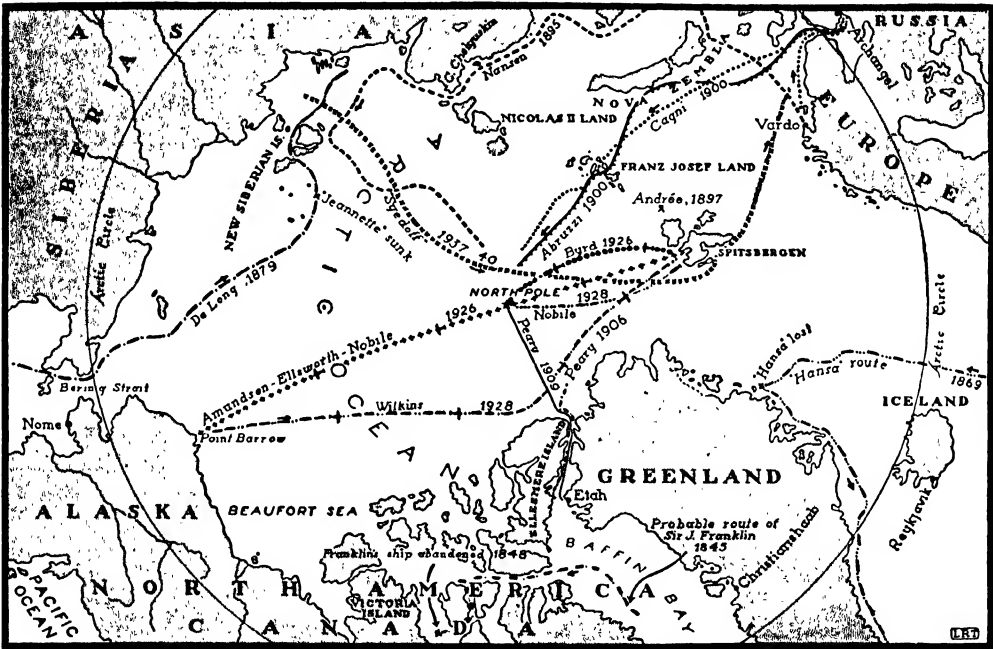 ASIA
SIBERIA
RUSSIA
Archangel
EUROPE
Vardo
C. Chelyuskin
Nansen
1895
NOVA ZEMBLA
Cagni 1900
NICOLAS II LAND
FRANZ JOSEF LAND
Abruzzi 1900
Andrée, 1897
SPITSBERGEN
NEW SIBERIAN IS
"Jeannette" sunk
Syedoff
1937
40
Byrd 1926
NORTH POLE
1928
Nobile
ARCTIC OCEAN
Arctic Circle
De Long 1879
Bering Strait
Nome
Amundsen-Ellsworth-Nobile 1926
Peary 1909
Peary 1906
Wilkins 1928
Point Barrow
"Hansa" lost
"Hansa" route
1869
Arctic Circle
ICELAND
Reykjavik
GREENLAND
ELLESMERE ISLAND
Etah
ALASKA
BEAUFORT SEA
Probable route of
Sir J. Franklin
1845
Christianshaab
BAFFIN BAY
Franklin's ship abandoned 1848
PACIFIC
OCEAN
NORTH AMERICA
VICTORIA
ISLAND
CANADA
LBT